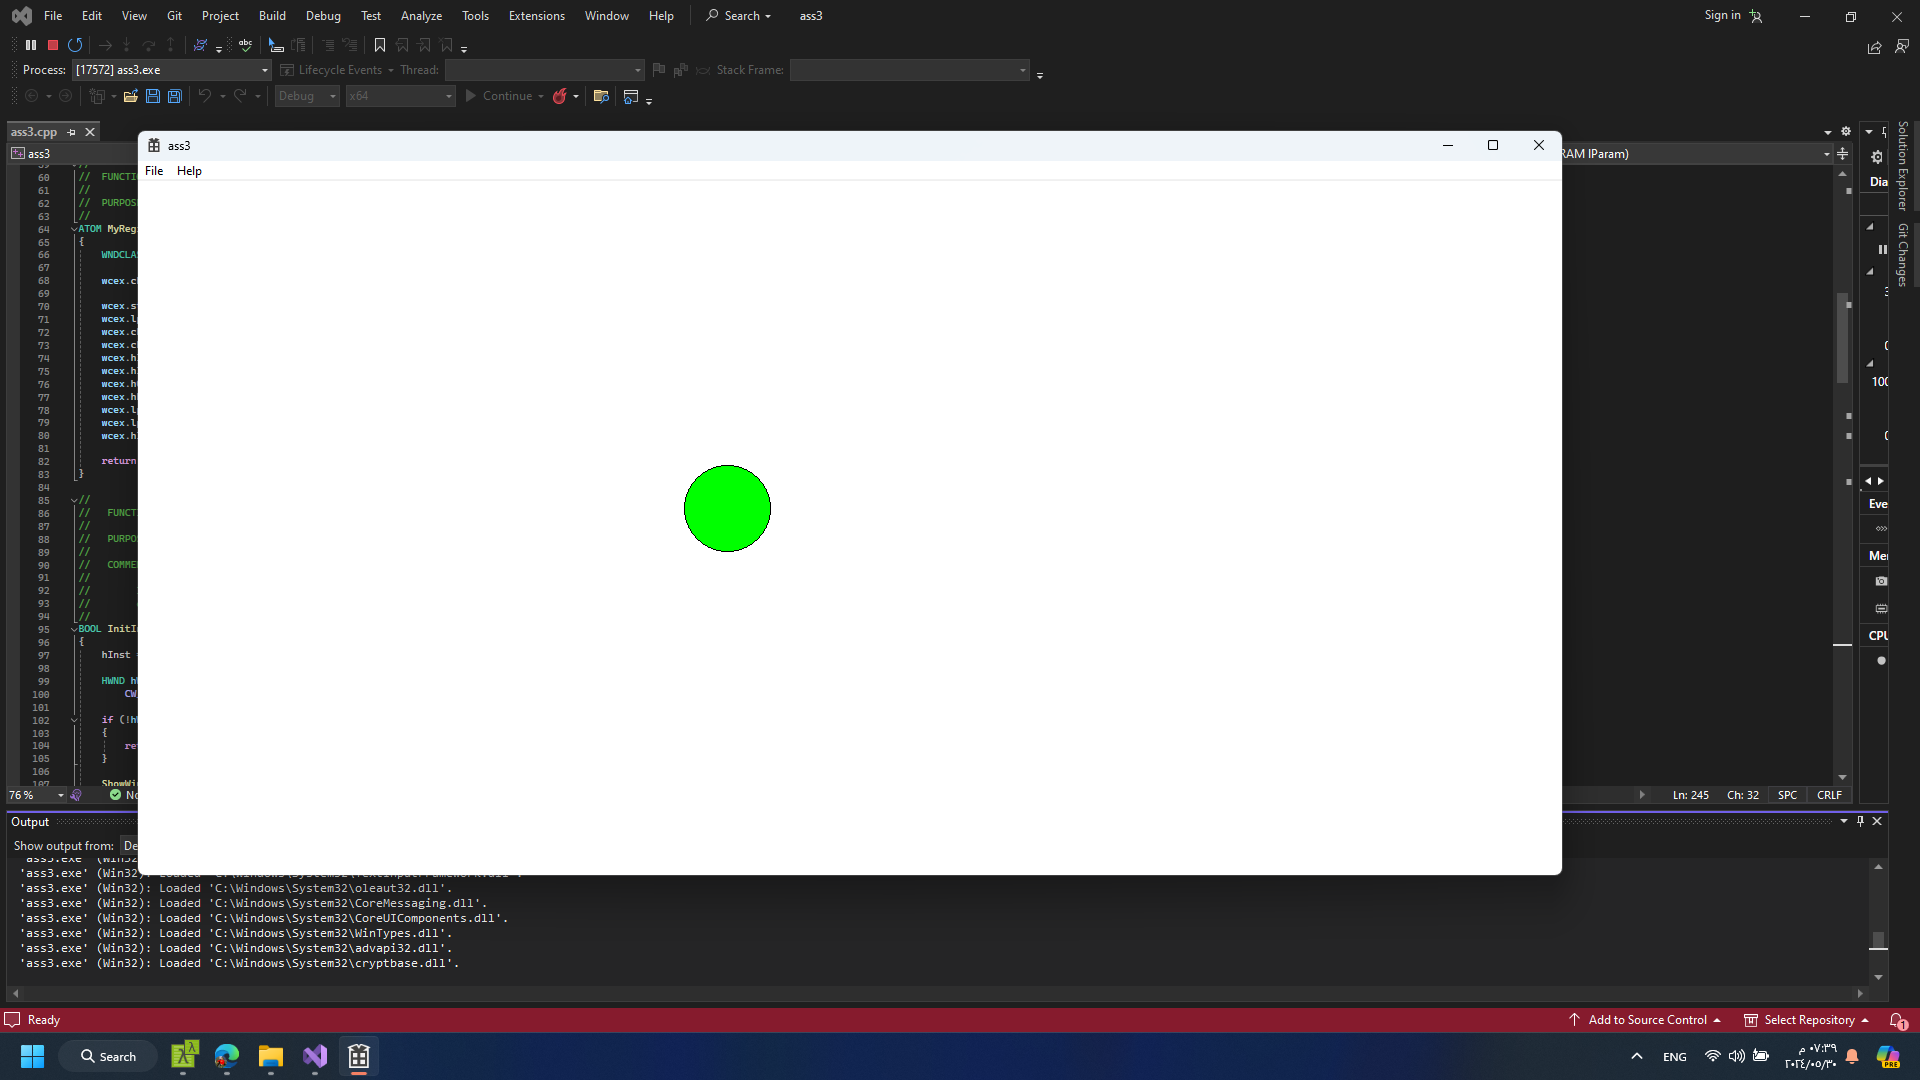 File Edit View Git Project Build Debug Test Analyze Tools Extensions Window Help Search ass3 Sign in
Process: [17572] ass3.exe Lifecycle Events Thread: Stack Frame:
Debug x64 Continue
ass3.cpp
ass3
RAM lParam)
ass3
File Help
60 // FUNCTIO
61 //
62 // PURPOS
63 //
64 ATOM MyReg
65 {
66 WNDCLA
67
68 wcex.c
69
70 wcex.s
71 wcex.l
72 wcex.c
73 wcex.c
74 wcex.h
75 wcex.h
76 wcex.h
77 wcex.h
78 wcex.l
79 wcex.l
80 wcex.h
81
82 return
83 }
84
85 //
86 // FUNCT
87 //
88 // PURPO
89 //
90 // COMME
91 //
92 //
93 //
94 //
95 BOOL InitI
96 {
97 hInst
98
99 HWND h
100 CW
101
102 if (!h
103 {
104 re
105 }
106
107 ShowWi
76 % No Ln: 245 Ch: 32 SPC CRLF
Solution Explorer
Git Changes
Dia
100
Eve
Me
CPU
Output
Show output from: De
'ass3.exe' (Win32): Loaded 'C:\Windows\System32\oleaut32.dll'.
'ass3.exe' (Win32): Loaded 'C:\Windows\System32\CoreMessaging.dll'.
'ass3.exe' (Win32): Loaded 'C:\Windows\System32\CoreUIComponents.dll'.
'ass3.exe' (Win32): Loaded 'C:\Windows\System32\WinTypes.dll'.
'ass3.exe' (Win32): Loaded 'C:\Windows\System32\advapi32.dll'.
'ass3.exe' (Win32): Loaded 'C:\Windows\System32\cryptbase.dll'.
Ready Add to Source Control Select Repository 1
Search ENG
٠٧:٣٩ م
٢٠٢٤/٠٥/٣٠
PRE